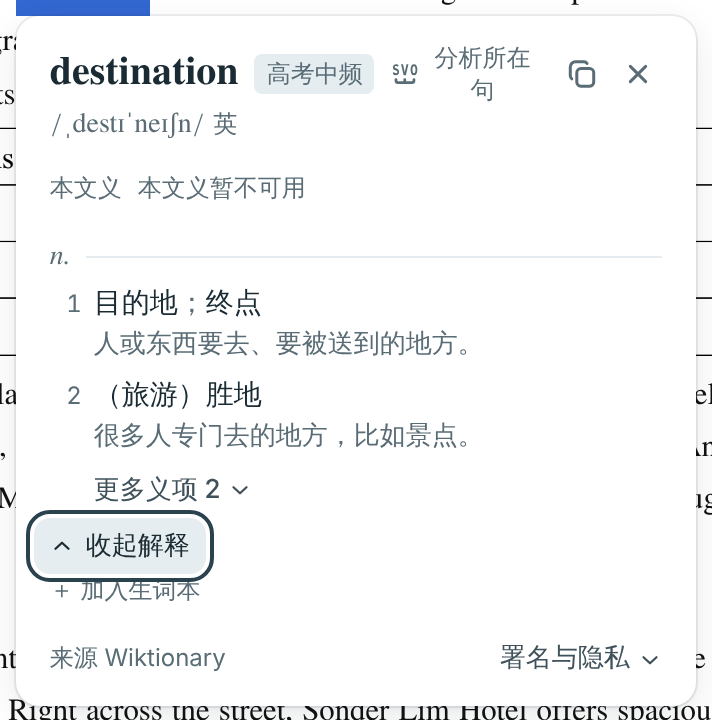 destination 高考中频 SVO 分析所在句
/ˌdestɪˈneɪʃn/ 英
本文义 本文义暂不可用
n.
1 目的地；终点
人或东西要去、要被送到的地方。
2 （旅游）胜地
很多人专门去的地方，比如景点。
更多义项 2
收起解释
+ 加入生词本
来源 Wiktionary 署名与隐私
Right across the street, Sonder Lim Hotel offers spaciou